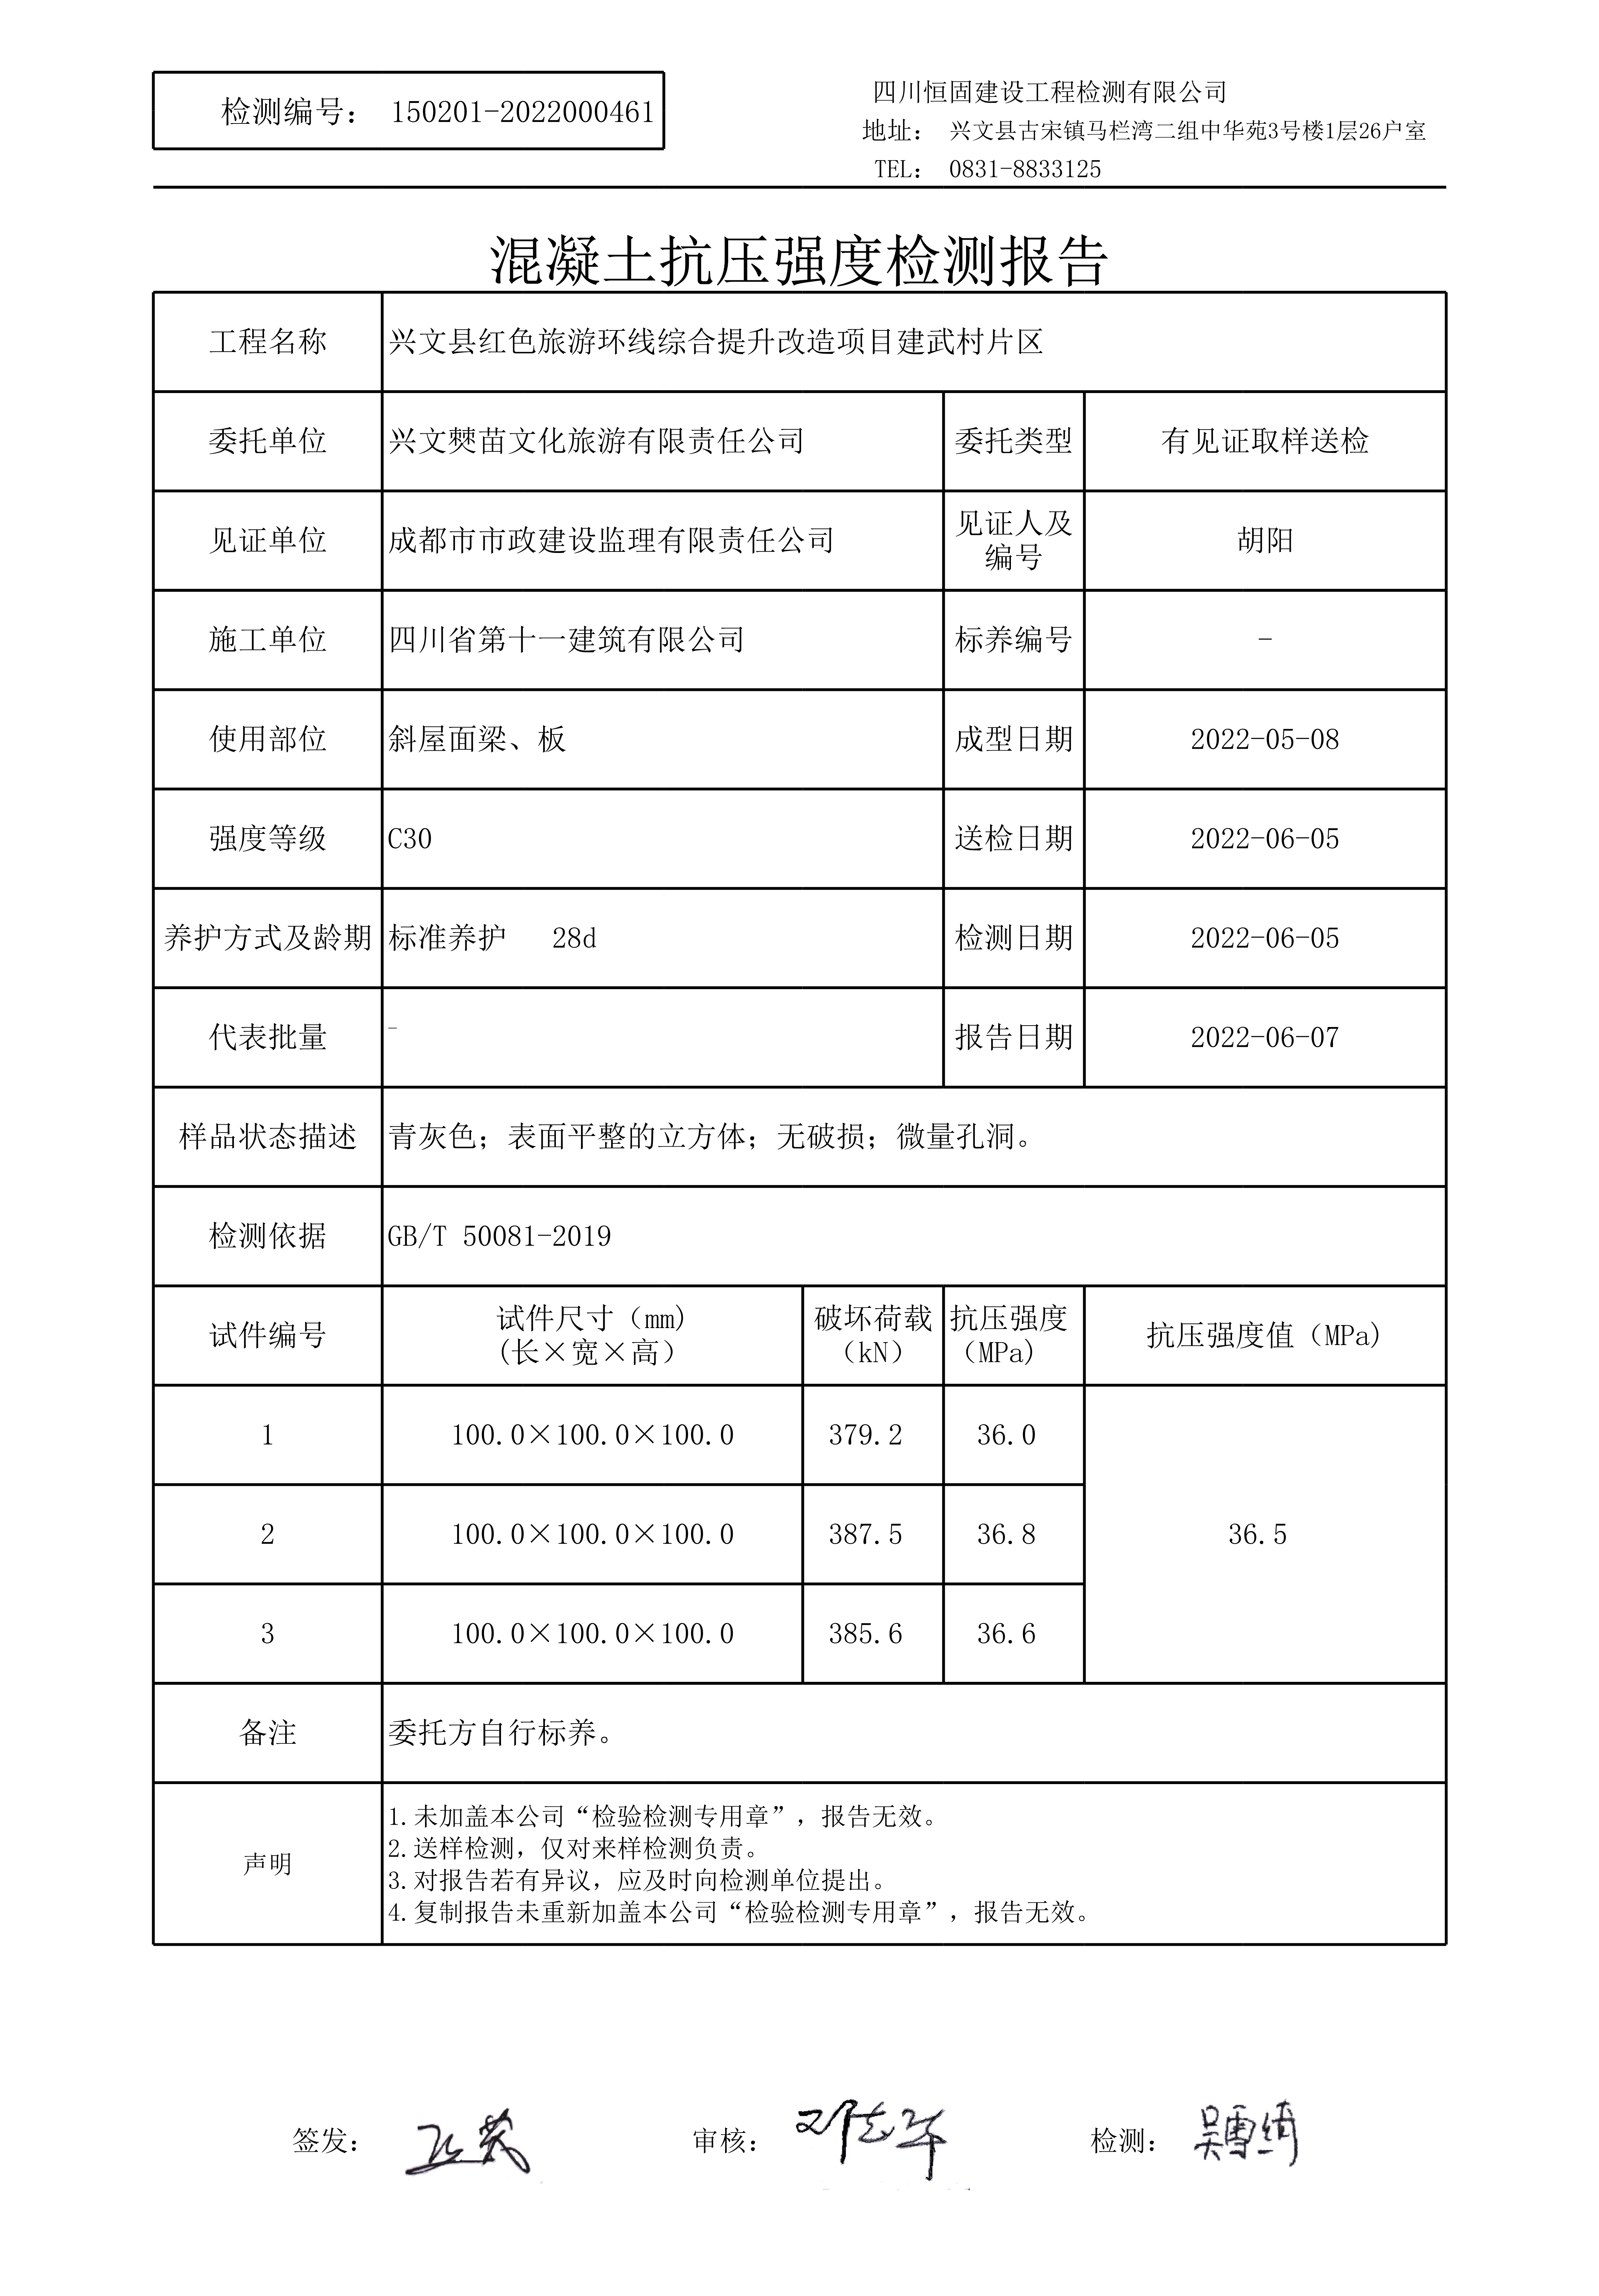 检测编号： 150201-2022000461
四川恒固建设工程检测有限公司
地址： 兴文县古宋镇马栏湾二组中华苑3号楼1层26户室
TEL： 0831-8833125
混凝土抗压强度检测报告
工程名称 兴文县红色旅游环线综合提升改造项目建武村片区
委托单位 兴文僰苗文化旅游有限责任公司 委托类型 有见证取样送检
见证单位 成都市市政建设监理有限责任公司 见证人及
编号 胡阳
施工单位 四川省第十一建筑有限公司 标养编号 -
使用部位 斜屋面梁、板 成型日期 2022-05-08
强度等级 C30 送检日期 2022-06-05
养护方式及龄期 标准养护 28d 检测日期 2022-06-05
代表批量 - 报告日期 2022-06-07
样品状态描述 青灰色；表面平整的立方体；无破损；微量孔洞。
检测依据 GB/T 50081-2019
试件编号 试件尺寸（mm)
(长×宽×高） 破坏荷载
（kN） 抗压强度
（MPa) 抗压强度值（MPa)
1 100.0×100.0×100.0 379.2 36.0
2 100.0×100.0×100.0 387.5 36.8 36.5
3 100.0×100.0×100.0 385.6 36.6
备注 委托方自行标养。
声明
1.未加盖本公司“检验检测专用章”，报告无效。
2.送样检测，仅对来样检测负责。
3.对报告若有异议，应及时向检测单位提出。
4.复制报告未重新加盖本公司“检验检测专用章”，报告无效。
签发： 审核： 检测： 吴雪绮